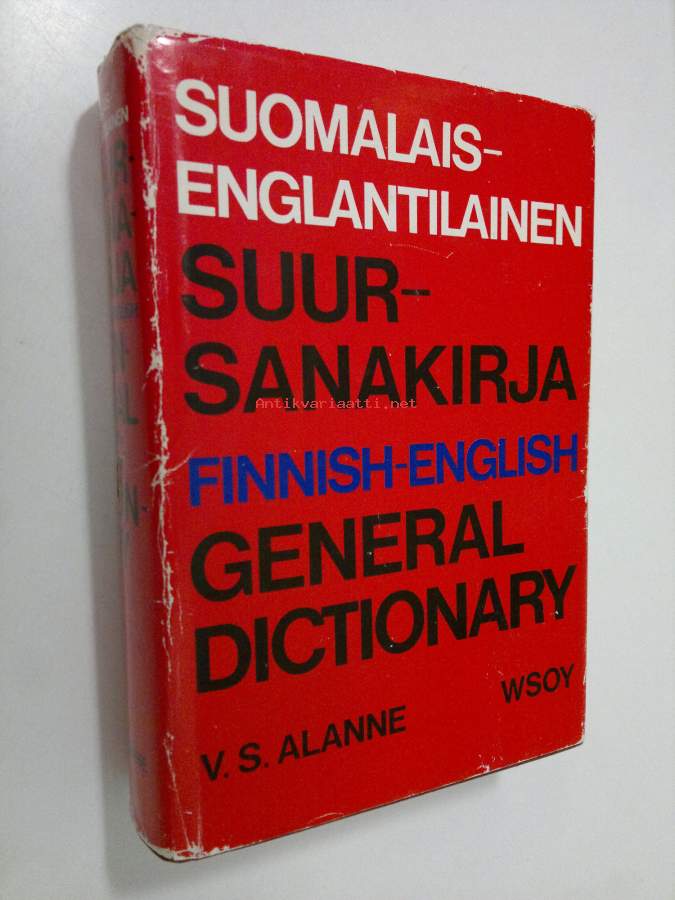 SUOMALAIS-
ENGLANTILAINEN
SUUR-
SANAKIRJA
Antikvariaatti.net
FINNISH-ENGLISH
GENERAL
DICTIONARY
WSOY
V. S. ALANNE